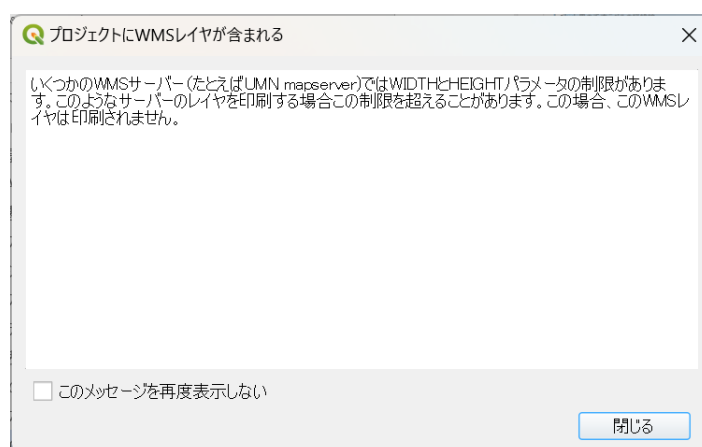 プロジェクトにWMSレイヤが含まれる
いくつかのWMSサーバー(たとえばUMN mapserver)ではWIDTHとHEIGHTパラメータの制限がありま
す。このようなサーバーのレイヤを印刷する場合この制限を超えることがあります。この場合、このWMSレ
イヤは印刷されません。
このメッセージを再度表示しない
閉じる